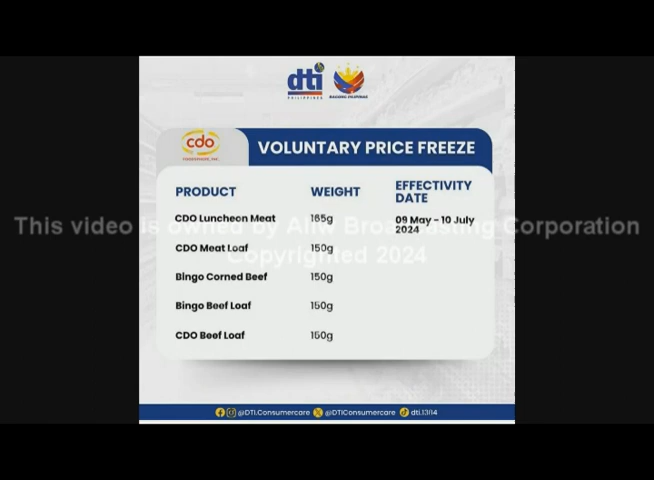 dti
PHILIPPINES
BAGONG PILIPINAS
cdo
FOODSPHERE, INC.
VOLUNTARY PRICE FREEZE
PRODUCT WEIGHT EFFECTIVITY DATE
CDO Luncheon Meat 165g 09 May - 10 July 2024
This video is owned by Aliw Broadcasting Corporation
CDO Meat Loaf 150g
Copyrighted 2024
Bingo Corned Beef 150g
Bingo Beef Loaf 150g
CDO Beef Loaf 150g
@DTI.Consumercare @DTIConsumercare dti.13114